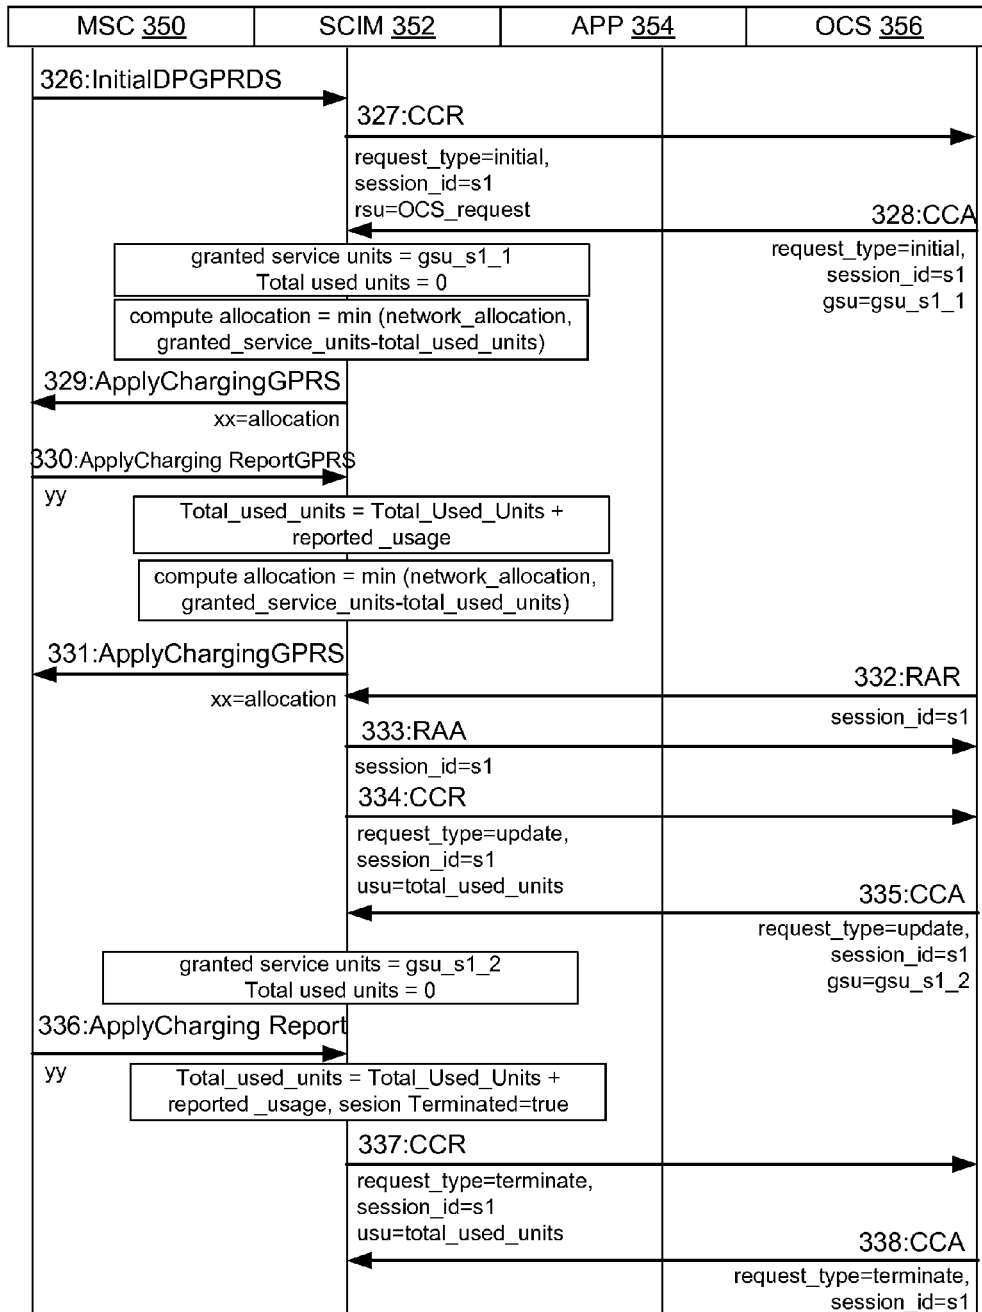 MSC 350 SCIM 352 APP 354 OCS 356
326:InitialDPGPRDS
327:CCR
request_type=initial,
session_id=s1
rsu=OCS_request
328:CCA
request_type=initial,
session_id=s1
gsu=gsu_s1_1
granted service units = gsu_s1_1
Total used units = 0
compute allocation = min (network_allocation,
granted_service_units-total_used_units)
329:ApplyChargingGPRS
xx=allocation
330:ApplyCharging ReportGPRS
yy
Total_used_units = Total_Used_Units +
reported _usage
compute allocation = min (network_allocation,
granted_service_units-total_used_units)
331:ApplyChargingGPRS
xx=allocation
332:RAR
session_id=s1
333:RAA
session_id=s1
334:CCR
request_type=update,
session_id=s1
usu=total_used_units
335:CCA
request_type=update,
session_id=s1
gsu=gsu_s1_2
granted service units = gsu_s1_2
Total used units = 0
336:ApplyCharging Report
yy
Total_used_units = Total_Used_Units +
reported _usage, sesion Terminated=true
337:CCR
request_type=terminate,
session_id=s1
usu=total_used_units
338:CCA
request_type=terminate,
session_id=s1